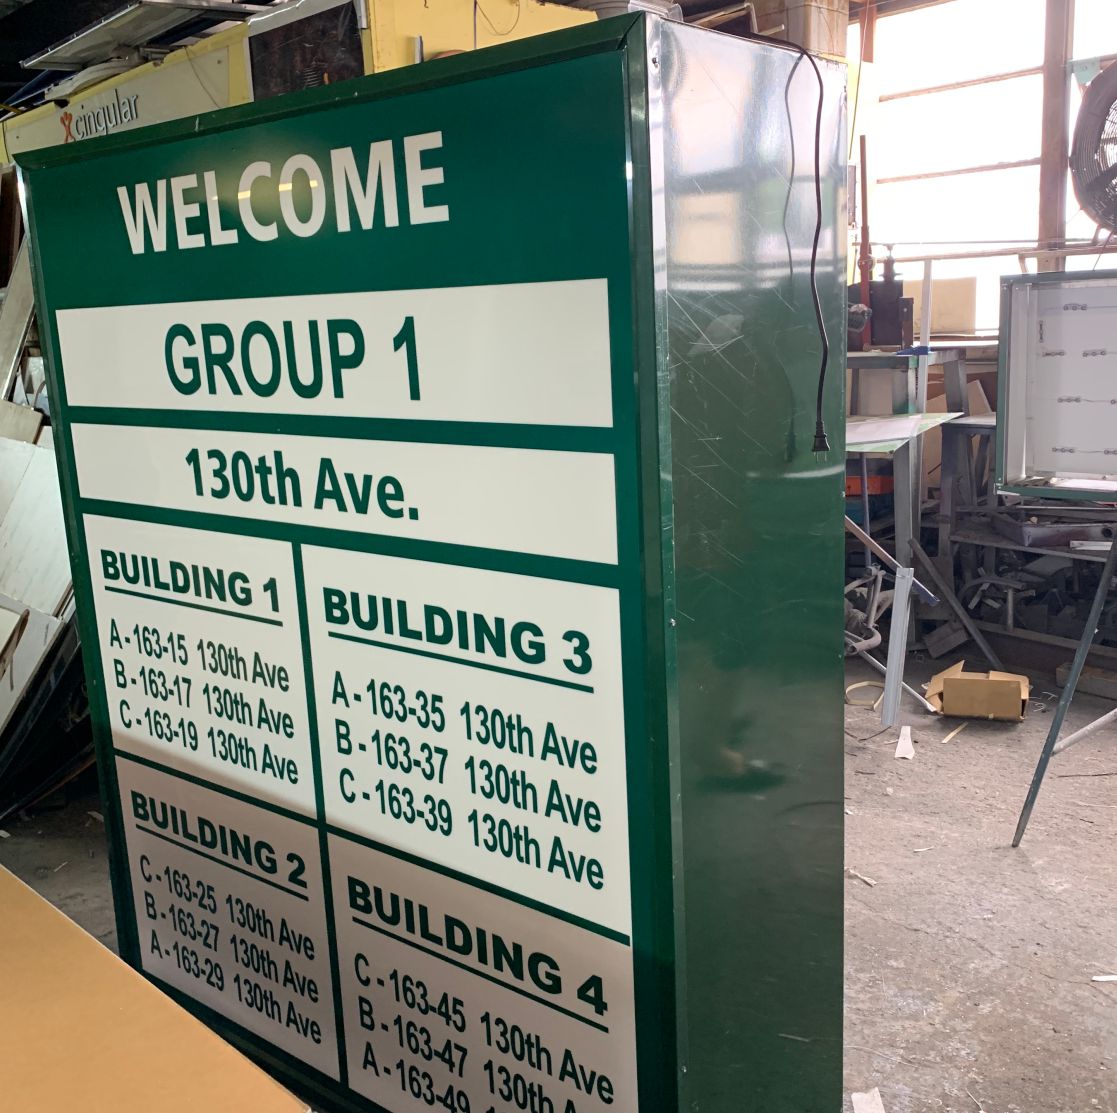 cingular
WELCOME
GROUP 1
130th Ave.
BUILDING 1
A - 163-15 130th Ave
B - 163-17 130th Ave
C - 163-19 130th Ave
BUILDING 3
A - 163-35 130th Ave
B - 163-37 130th Ave
C - 163-39 130th Ave
BUILDING 2
C - 163-25 130th Ave
B - 163-27 130th Ave
A - 163-29 130th Ave
BUILDING 4
C - 163-45 130th Ave
B - 163-47 130th Ave
A - 163-49